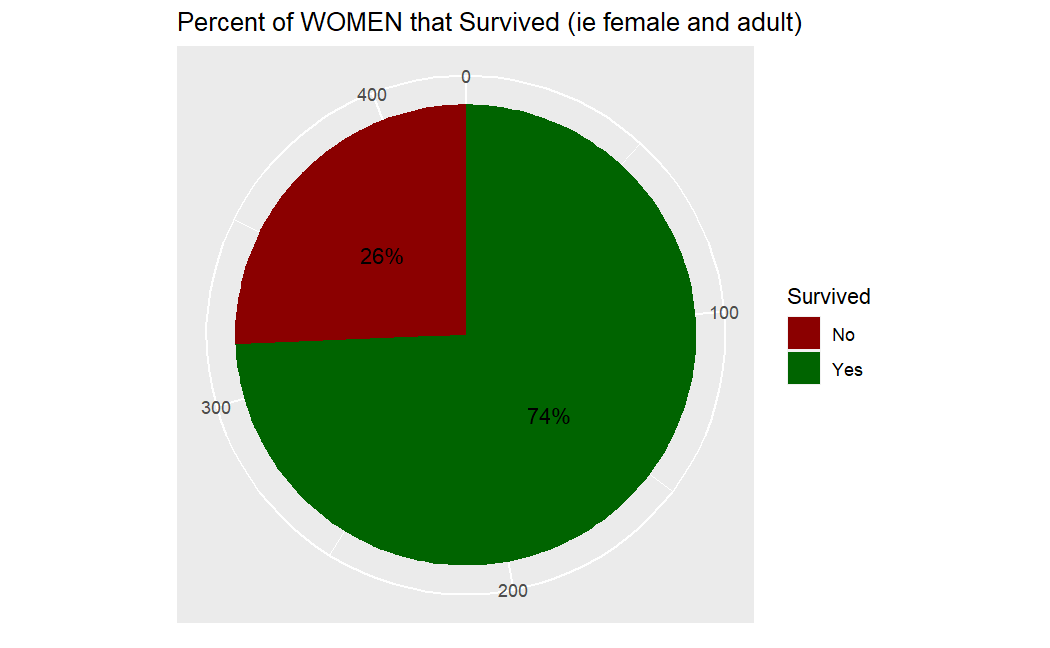 Percent of WOMEN that Survived (ie female and adult)
0
400
26%
Survived
100
No
Yes
300
74%
200